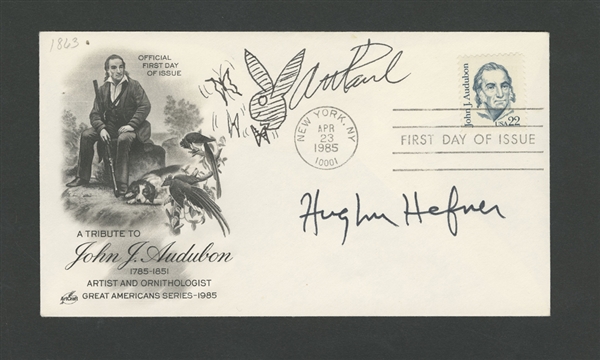 1863
OFFICIAL
FIRST DAY
OF ISSUE
Art Paul
John J. Audubon
USA 22
NEW YORK, NY
APR
23
1985
10001
FIRST DAY OF ISSUE
Hugh M Hefner
A TRIBUTE TO
John J. Audubon
1785-1851
ARTIST AND ORNITHOLOGIST
GREAT AMERICANS SERIES-1985
ArtCraft